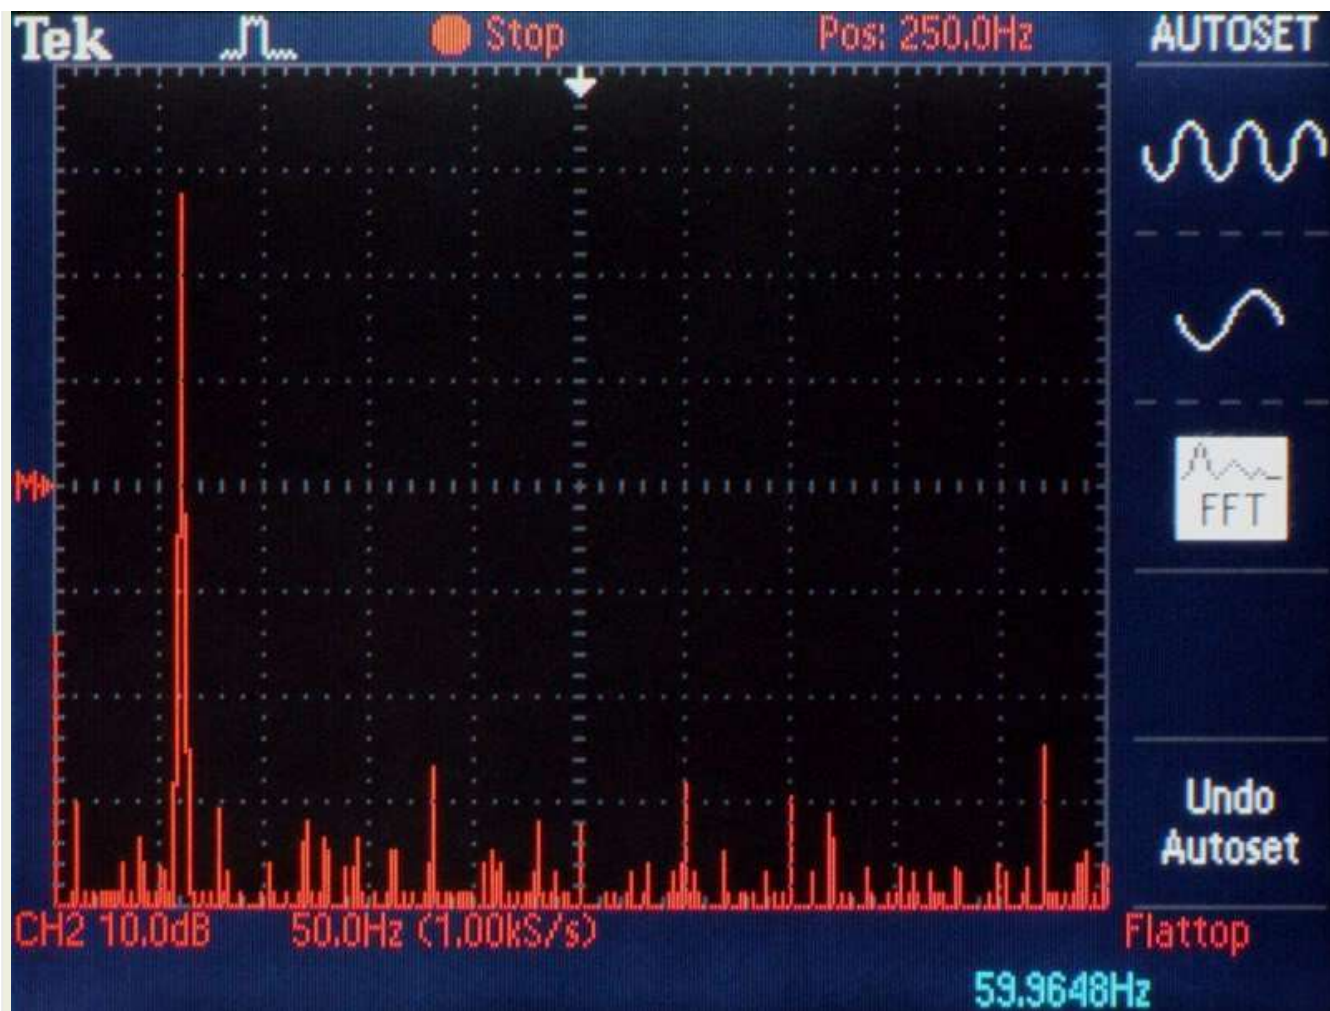 Tek Stop Pos: 250.0Hz AUTOSET
M
FFT
Undo
Autoset
CH2 10.0dB 50.0Hz (1.00kS/s) Flattop
59.9648Hz